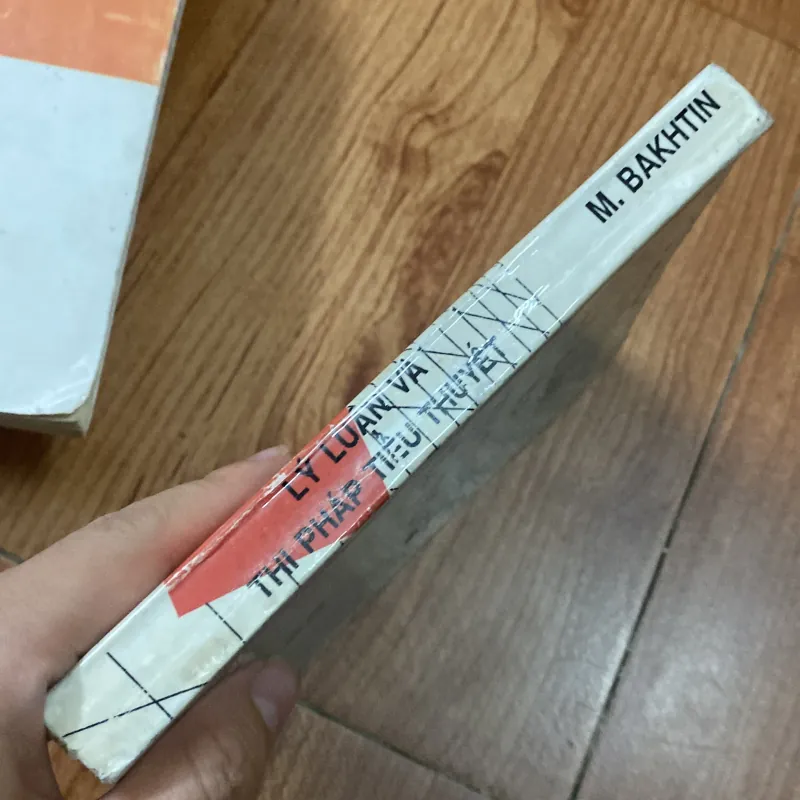 M. BAKHTIN
LÝ LUẬN VÀ
THI PHÁP TIỂU THUYẾT